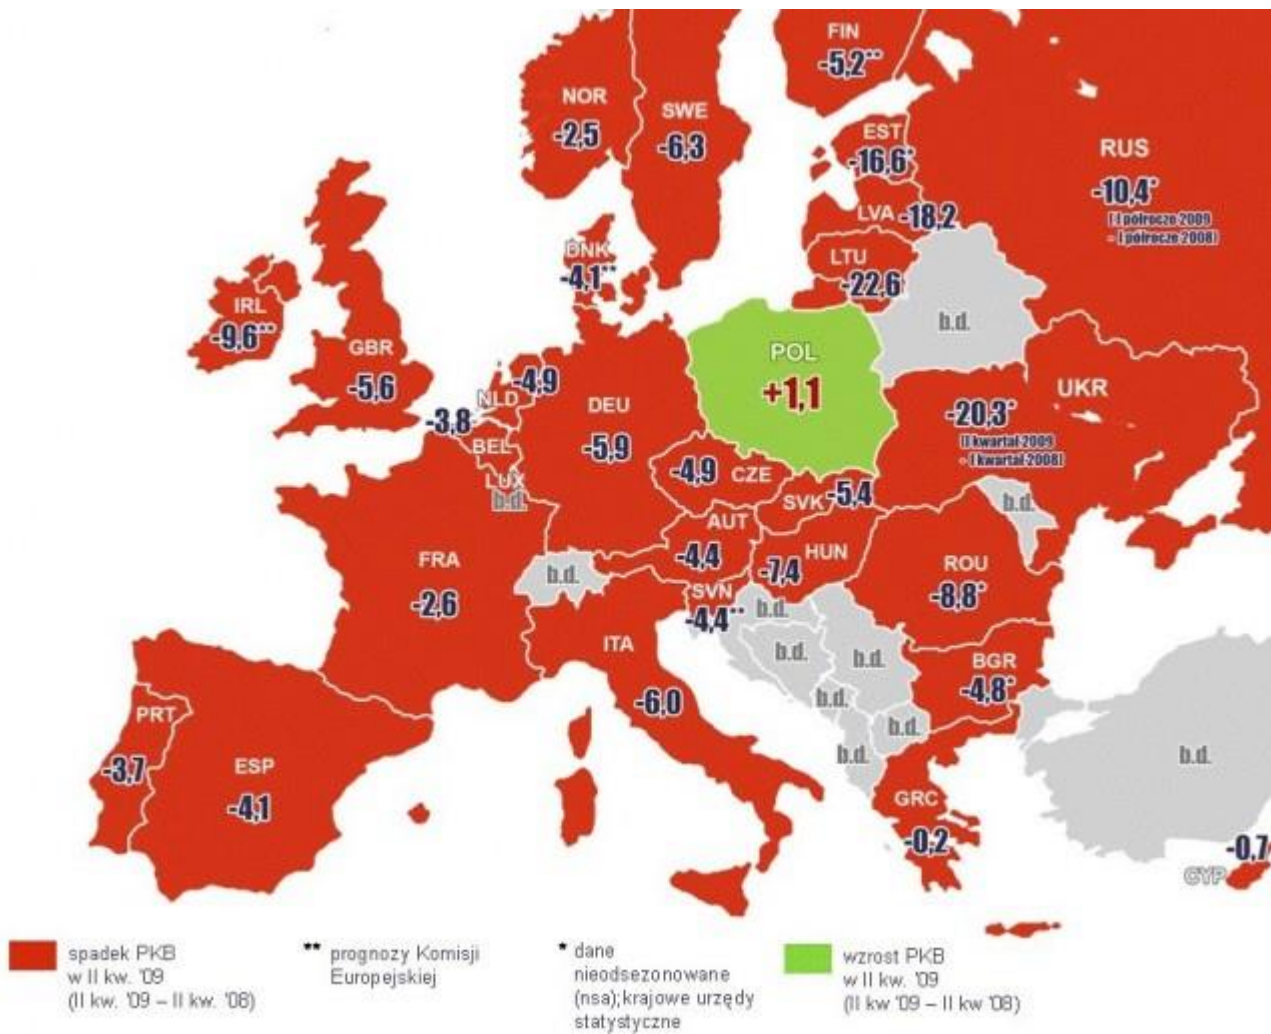 FIN
-5,2**
NOR
-2,5
SWE
-6,3
EST
-16,6*
RUS
-10,4*
(I półrocze 2009
- I półrocze 2008)
LVA -18,2
DNK
-4,1**
LTU
-22,6
b.d.
IRL
-9,6**
GBR
-5,6
POL
+1,1
UKR
-20,3*
(II kwartał 2009
- I kwartał 2008)
-4,9
NLD
-3,8
BEL
LUX
b.d.
DEU
-5,9
-4,9 CZE
SVK -5,4
b.d.
AUT
-4,4
HUN
-7,4
FRA
-2,6
b.d.
ROU
-8,8*
SVN
-4,4**
b.d.
ITA
-6,0
b.d.
b.d.
BGR
-4,8*
b.d.
b.d.
b.d.
b.d.
PRT
-3,7
ESP
-4,1
GRC
-0,2
-0,7
CYP
spadek PKB
w II kw. '09
(II kw. '09 – II kw. '08)
** prognozy Komisji
Europejskiej
* dane
nieodsezonowane
(nsa);krajowe urzędy
statystyczne
wzrost PKB
w II kw. '09
(II kw '09 – II kw '08)